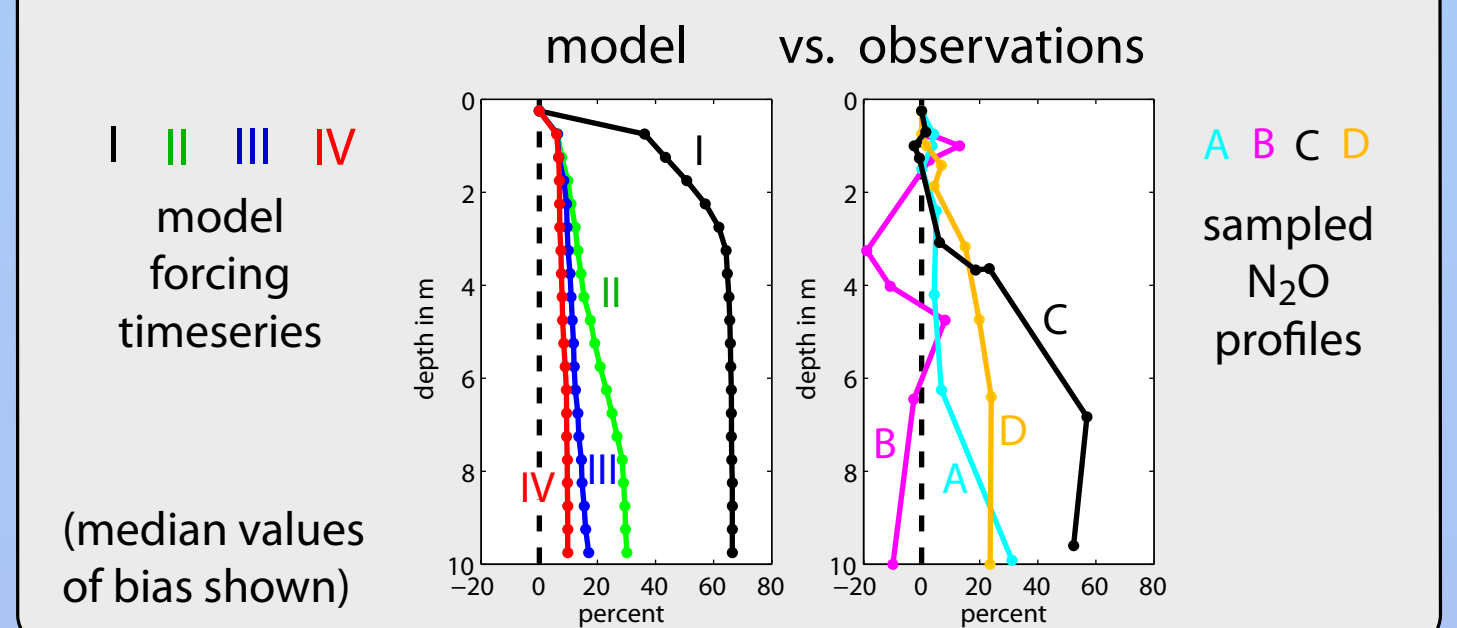 model vs. observations
I II III IV
model
forcing
timeseries
(median values
of bias shown)
0
2
4
6
8
10
depth in m
−20 0 20 40 60 80
percent
I
II
III
IV
0
2
4
6
8
10
depth in m
−20 0 20 40 60 80
percent
A
B
C
D
A B C D
sampled
N₂O
profiles